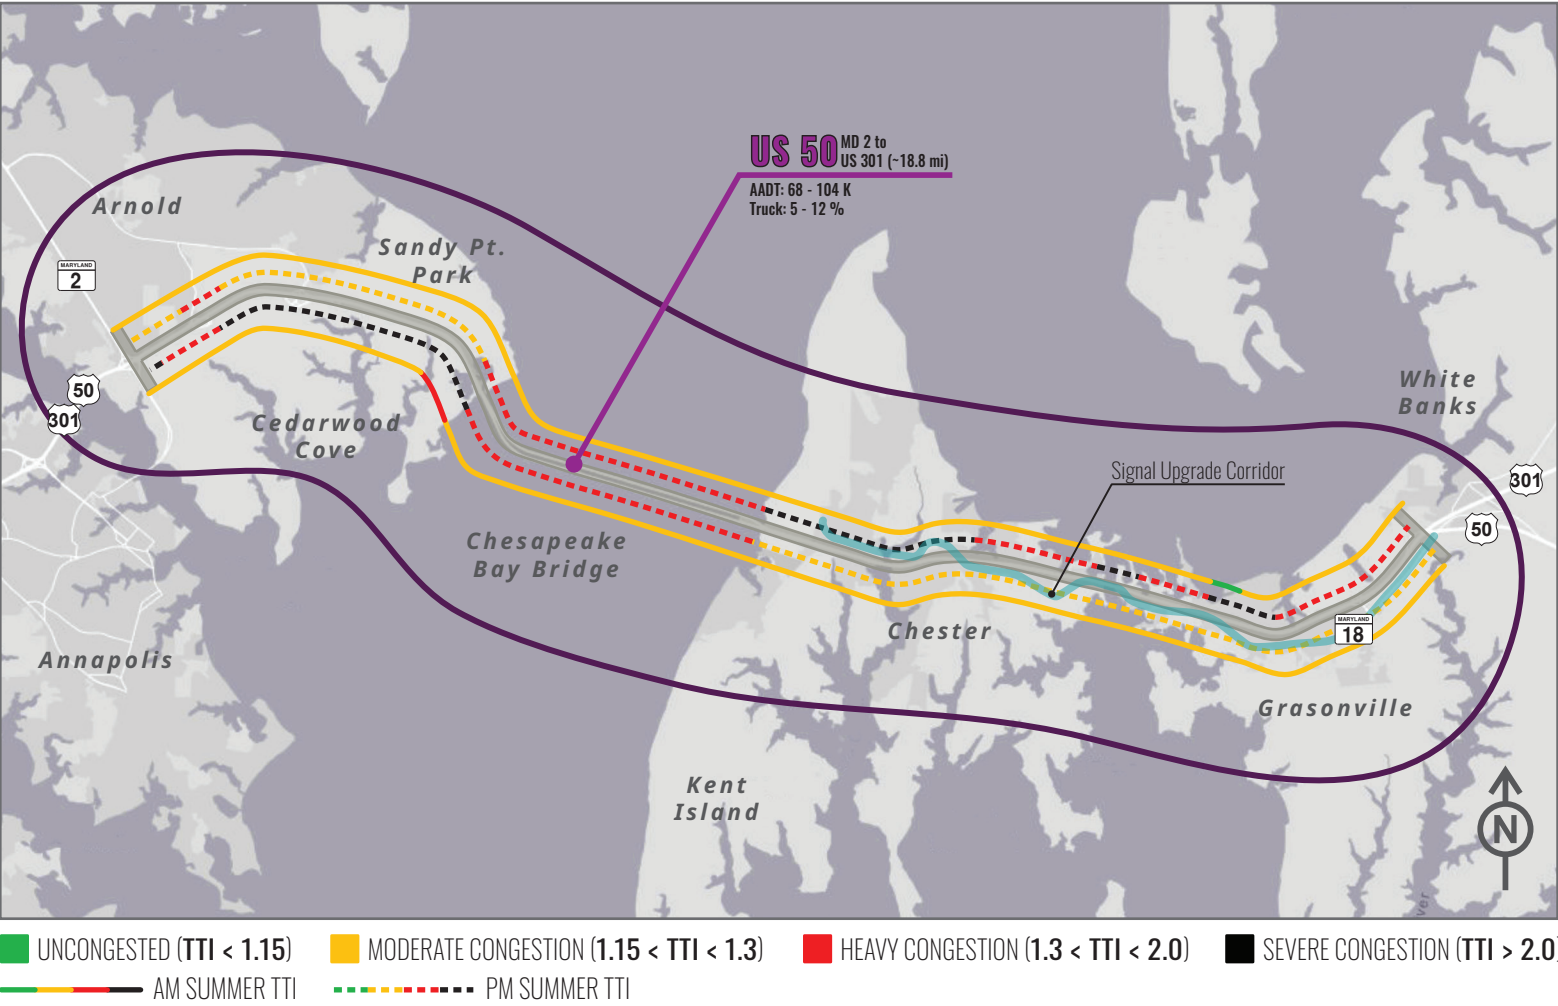 US 50 MD 2 to
US 301 (~18.8 mi)
AADT: 68 - 104 K
Truck: 5 - 12 %
Arnold
Sandy Pt.
Park
MARYLAND
2
50
301
Cedarwood
Cove
White
Banks
Signal Upgrade Corridor
301
50
Chesapeake
Bay Bridge
Chester
MARYLAND
18
Annapolis
Grasonville
Kent
Island
N
UNCONGESTED (TTI < 1.15)
MODERATE CONGESTION (1.15 < TTI < 1.3)
HEAVY CONGESTION (1.3 < TTI < 2.0)
SEVERE CONGESTION (TTI > 2.0)
AM SUMMER TTI
PM SUMMER TTI